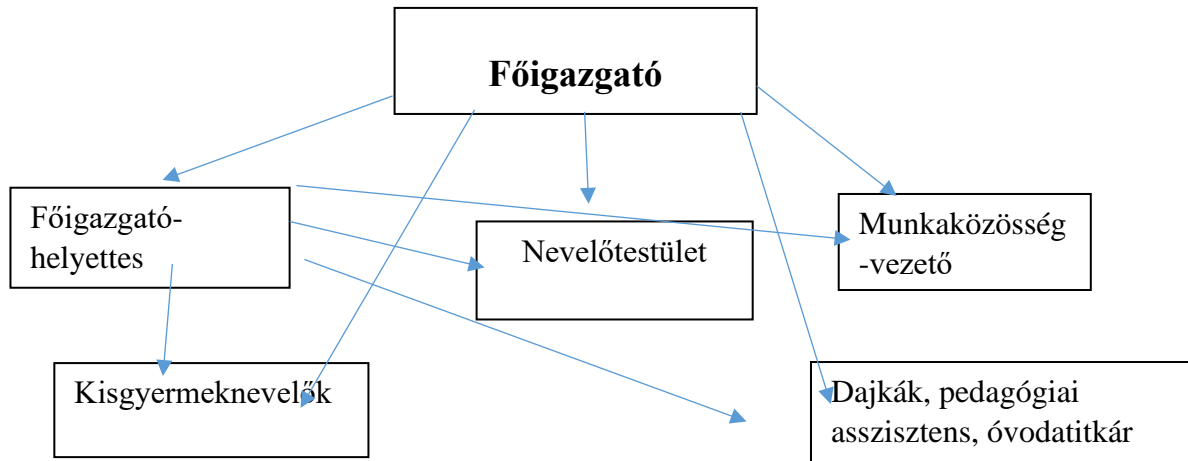 Főigazgató
Főigazgató-
helyettes
Nevelőtestület
Munkaközösség
-vezető
Kisgyermeknevelők
Dajkák, pedagógiai
asszisztens, óvodatitkár